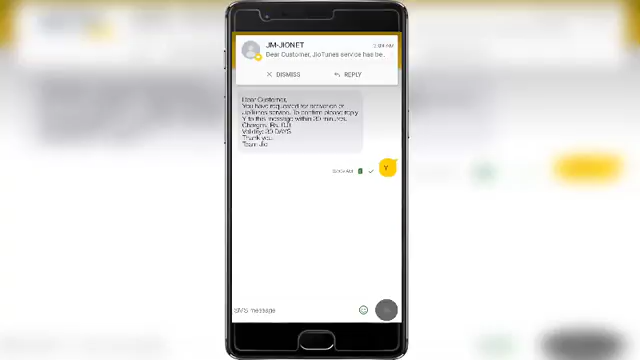 JM-JIONET
Dear Customer, JioTunes service has be..
DISMISS
REPLY
Dear Customer,
You have requested for activation of
JioTunes service. To confirm please reply
Y to this message within 30 minutes.
Charges: Rs. 0.0
Validity: 30 DAYS
Thank you,
Team Jio
Y
SMS message